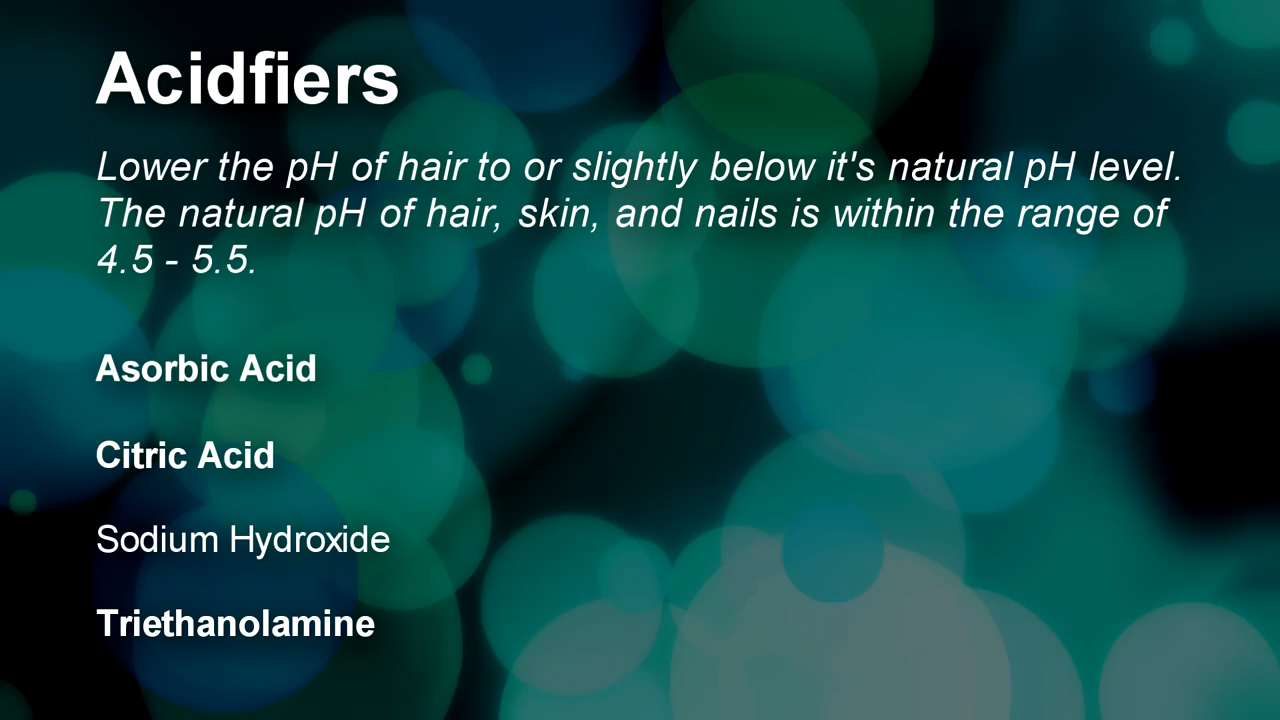 Acidfiers
Lower the pH of hair to or slightly below it's natural pH level.
The natural pH of hair, skin, and nails is within the range of
4.5 - 5.5.
Asorbic Acid
Citric Acid
Sodium Hydroxide
Triethanolamine